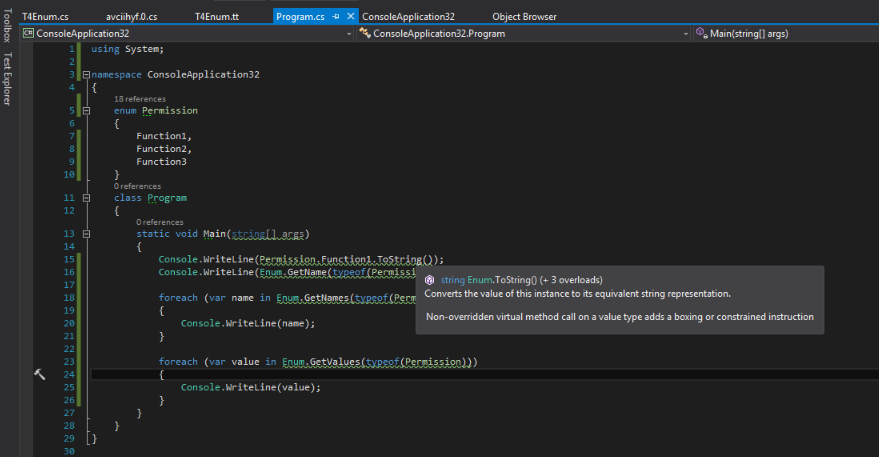 Toolbox
Test Explorer
T4Enum.cs avciihyf.0.cs T4Enum.tt Program.cs ConsoleApplication32 Object Browser
C# ConsoleApplication32 ConsoleApplication32.Program Main(string[] args)
1 using System;
2
3 namespace ConsoleApplication32
4 {
18 references
5 enum Permission
6 {
7 Function1,
8 Function2,
9 Function3
10 }
0 references
11 class Program
12 {
0 references
13 static void Main(string[] args)
14 {
15 Console.WriteLine(Permission.Function1.ToString());
16 Console.WriteLine(Enum.GetName(typeof(Permissi
string Enum.ToString() (+ 3 overloads)
Converts the value of this instance to its equivalent string representation.
Non-overridden virtual method call on a value type adds a boxing or constrained instruction
17
18 foreach (var name in Enum.GetNames(typeof(Perm
19 {
20 Console.WriteLine(name);
21 }
22
23 foreach (var value in Enum.GetValues(typeof(Permission)))
24 {
25 Console.WriteLine(value);
26 }
27 }
28 }
29 }
30